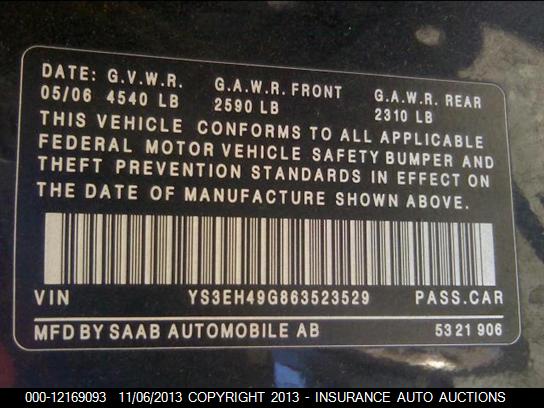 DATE: G.V.W.R. G.A.W.R. FRONT G.A.W.R. REAR
05/06 4540 LB 2590 LB 2310 LB
THIS VEHICLE CONFORMS TO ALL APPLICABLE
FEDERAL MOTOR VEHICLE SAFETY BUMPER AND
THEFT PREVENTION STANDARDS IN EFFECT ON
THE DATE OF MANUFACTURE SHOWN ABOVE.
VIN YS3EH49G863523529 PASS.CAR
MFD BY SAAB AUTOMOBILE AB 53 21 906
000-12169093 11/06/2013 COPYRIGHT 2013 - INSURANCE AUTO AUCTIONS